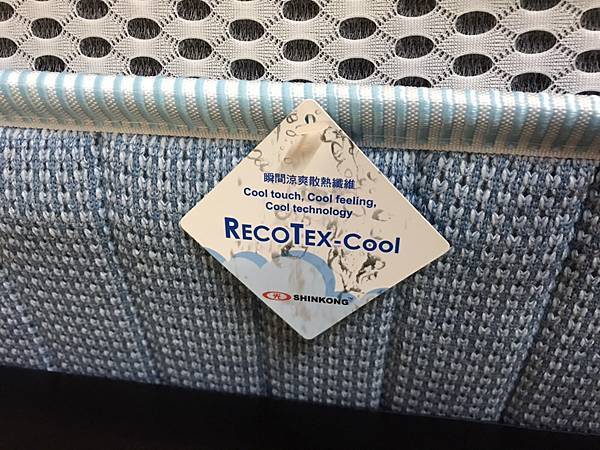 瞬間涼爽散熱纖維
Cool touch, Cool feeling,
Cool technology
RECOTEX-COOL
SHINKONG